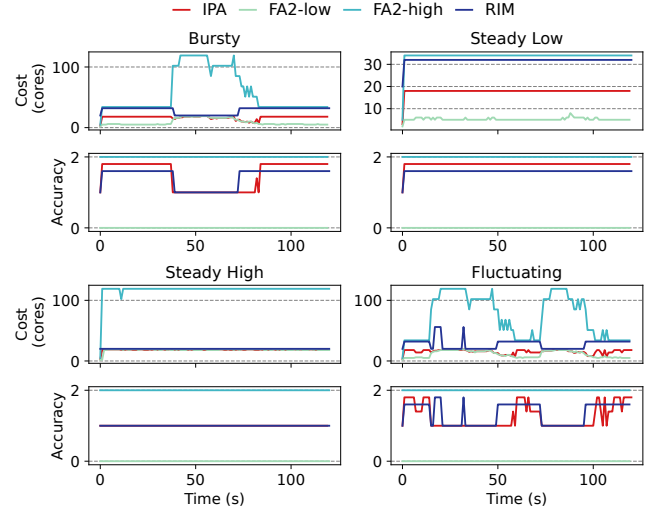 IPA FA2-low FA2-high RIM
Bursty
Steady Low
Cost
(cores)
100
0
30
20
10
Accuracy
2
0
0 50 100
2
0
0 50 100
Steady High
Fluctuating
Cost
(cores)
100
0
100
0
Accuracy
2
0
0 50 100
2
0
0 50 100
Time (s)
Time (s)